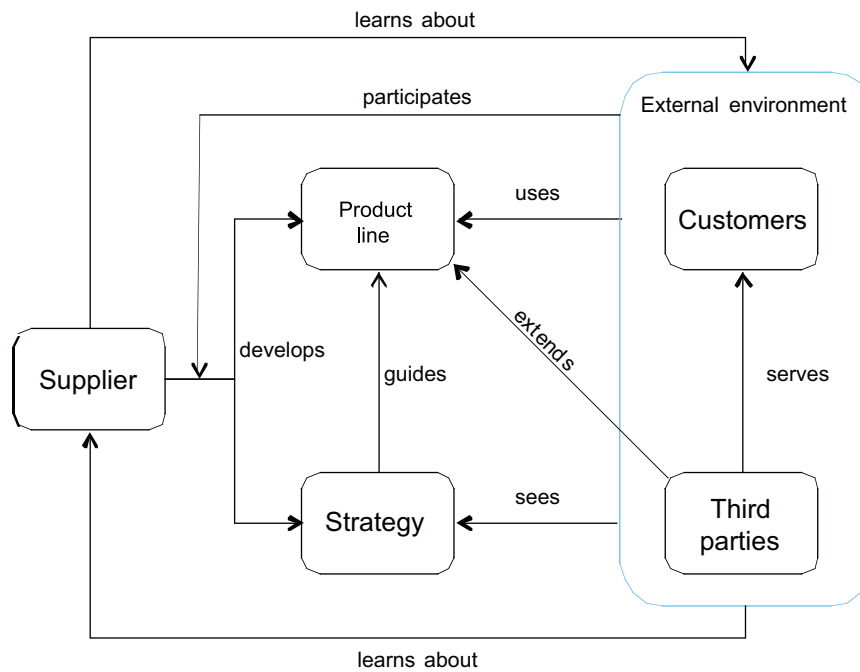 learns about
participates
External environment
Product
line
uses
Customers
extends
Supplier
develops
guides
serves
Strategy
sees
Third
parties
learns about